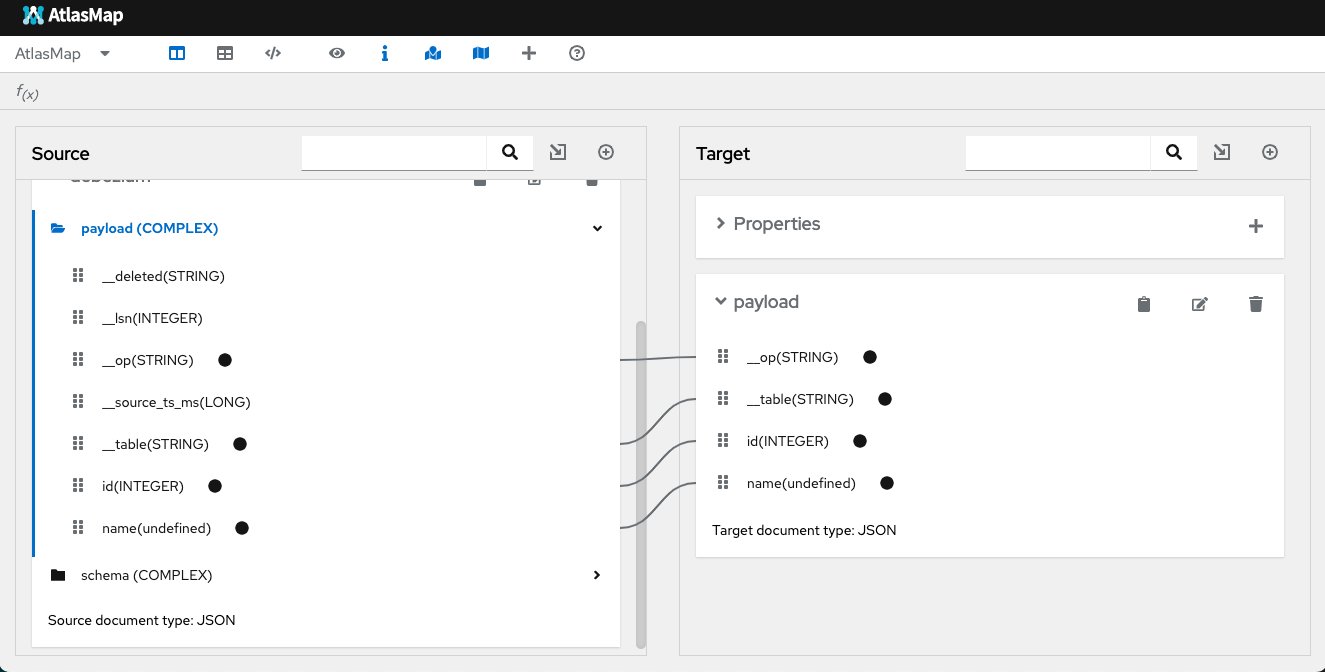 AtlasMap
AtlasMap
f(x)
Source
payload (COMPLEX)
__deleted(STRING)
__lsn(INTEGER)
__op(STRING)
__source_ts_ms(LONG)
__table(STRING)
id(INTEGER)
name(undefined)
schema (COMPLEX)
Source document type: JSON
Target
Properties
payload
__op(STRING)
__table(STRING)
id(INTEGER)
name(undefined)
Target document type: JSON